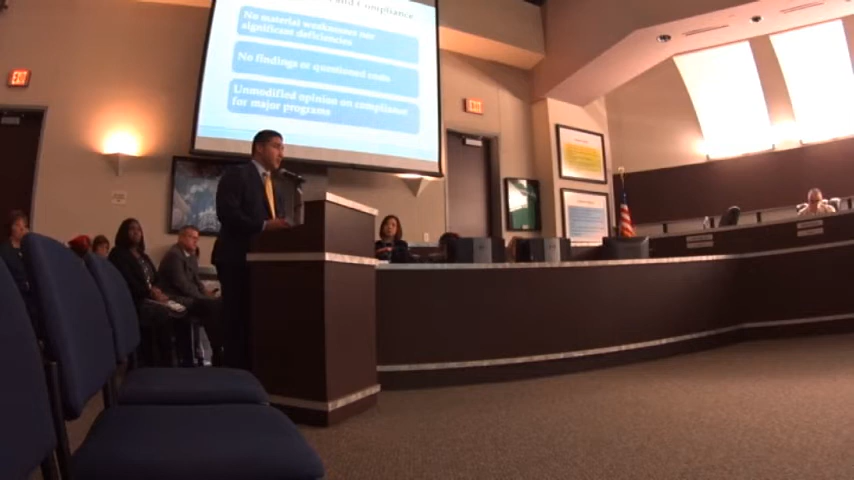 and Compliance
No material weaknesses nor
significant deficiencies
No findings or questioned costs
Unmodified opinion on compliance
for major programs
EXIT
EXIT